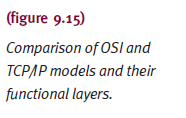 (figure 9.15)
Comparison of OSI and
TCP/IP models and their
functional layers.